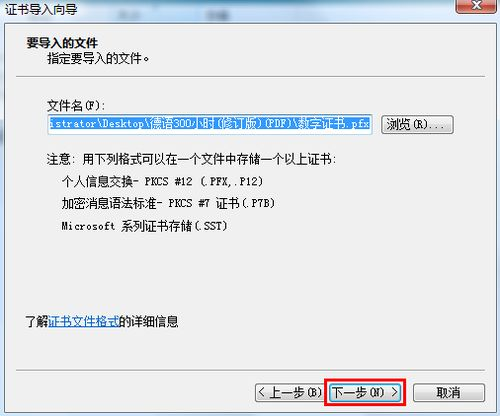 证书导入向导
要导入的文件
指定要导入的文件。
文件名(F):
istrator\Desktop\德语300小时(修订版)(PDF)\数字证书.pfx 浏览(R)...
注意: 用下列格式可以在一个文件中存储一个以上证书:
个人信息交换- PKCS #12 (.PFX,.P12)
加密消息语法标准- PKCS #7 证书(.P7B)
Microsoft 系列证书存储(.SST)
了解证书文件格式的详细信息
< 上一步(B) 下一步(N) > 取消